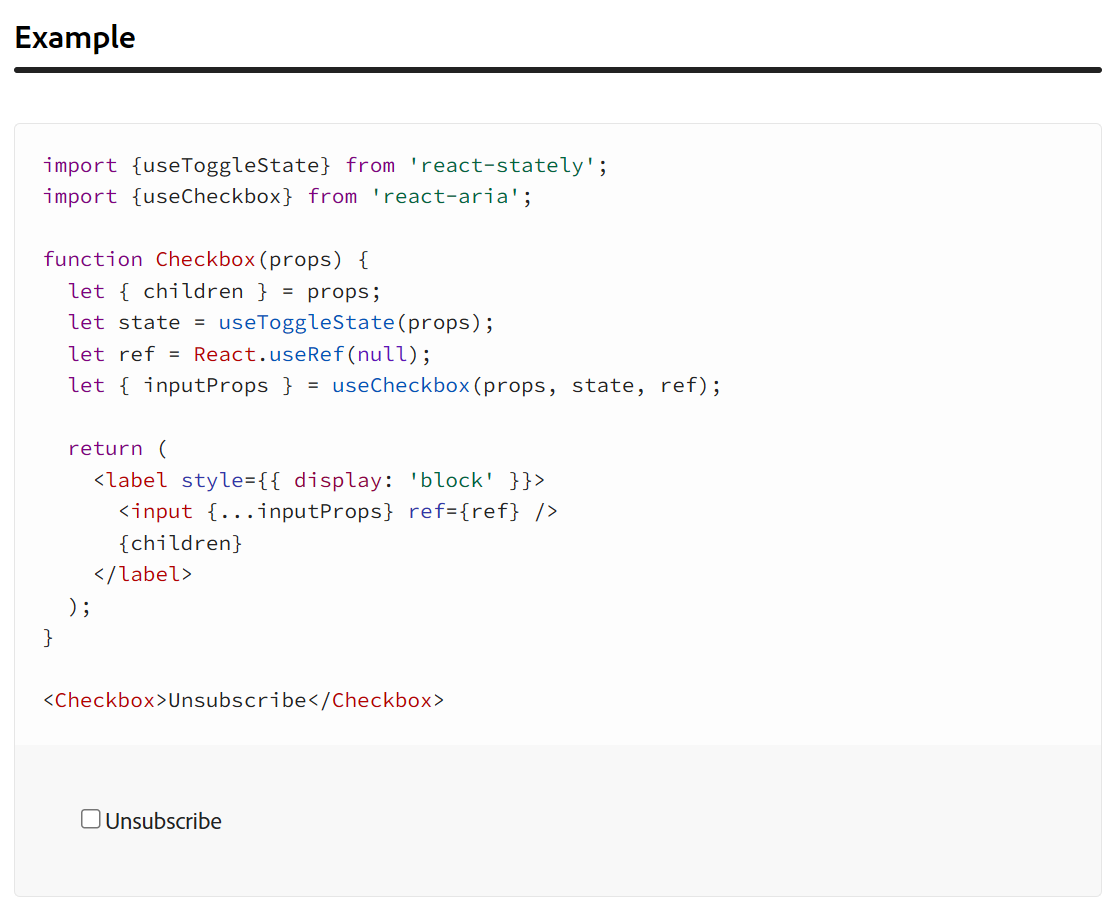 Example
import {useToggleState} from 'react-stately';
import {useCheckbox} from 'react-aria';
function Checkbox(props) {
  let { children } = props;
  let state = useToggleState(props);
  let ref = React.useRef(null);
  let { inputProps } = useCheckbox(props, state, ref);
  return (
    <label style={{ display: 'block' }}>
      <input {...inputProps} ref={ref} />
      {children}
    </label>
  );
}
<Checkbox>Unsubscribe</Checkbox>
Unsubscribe